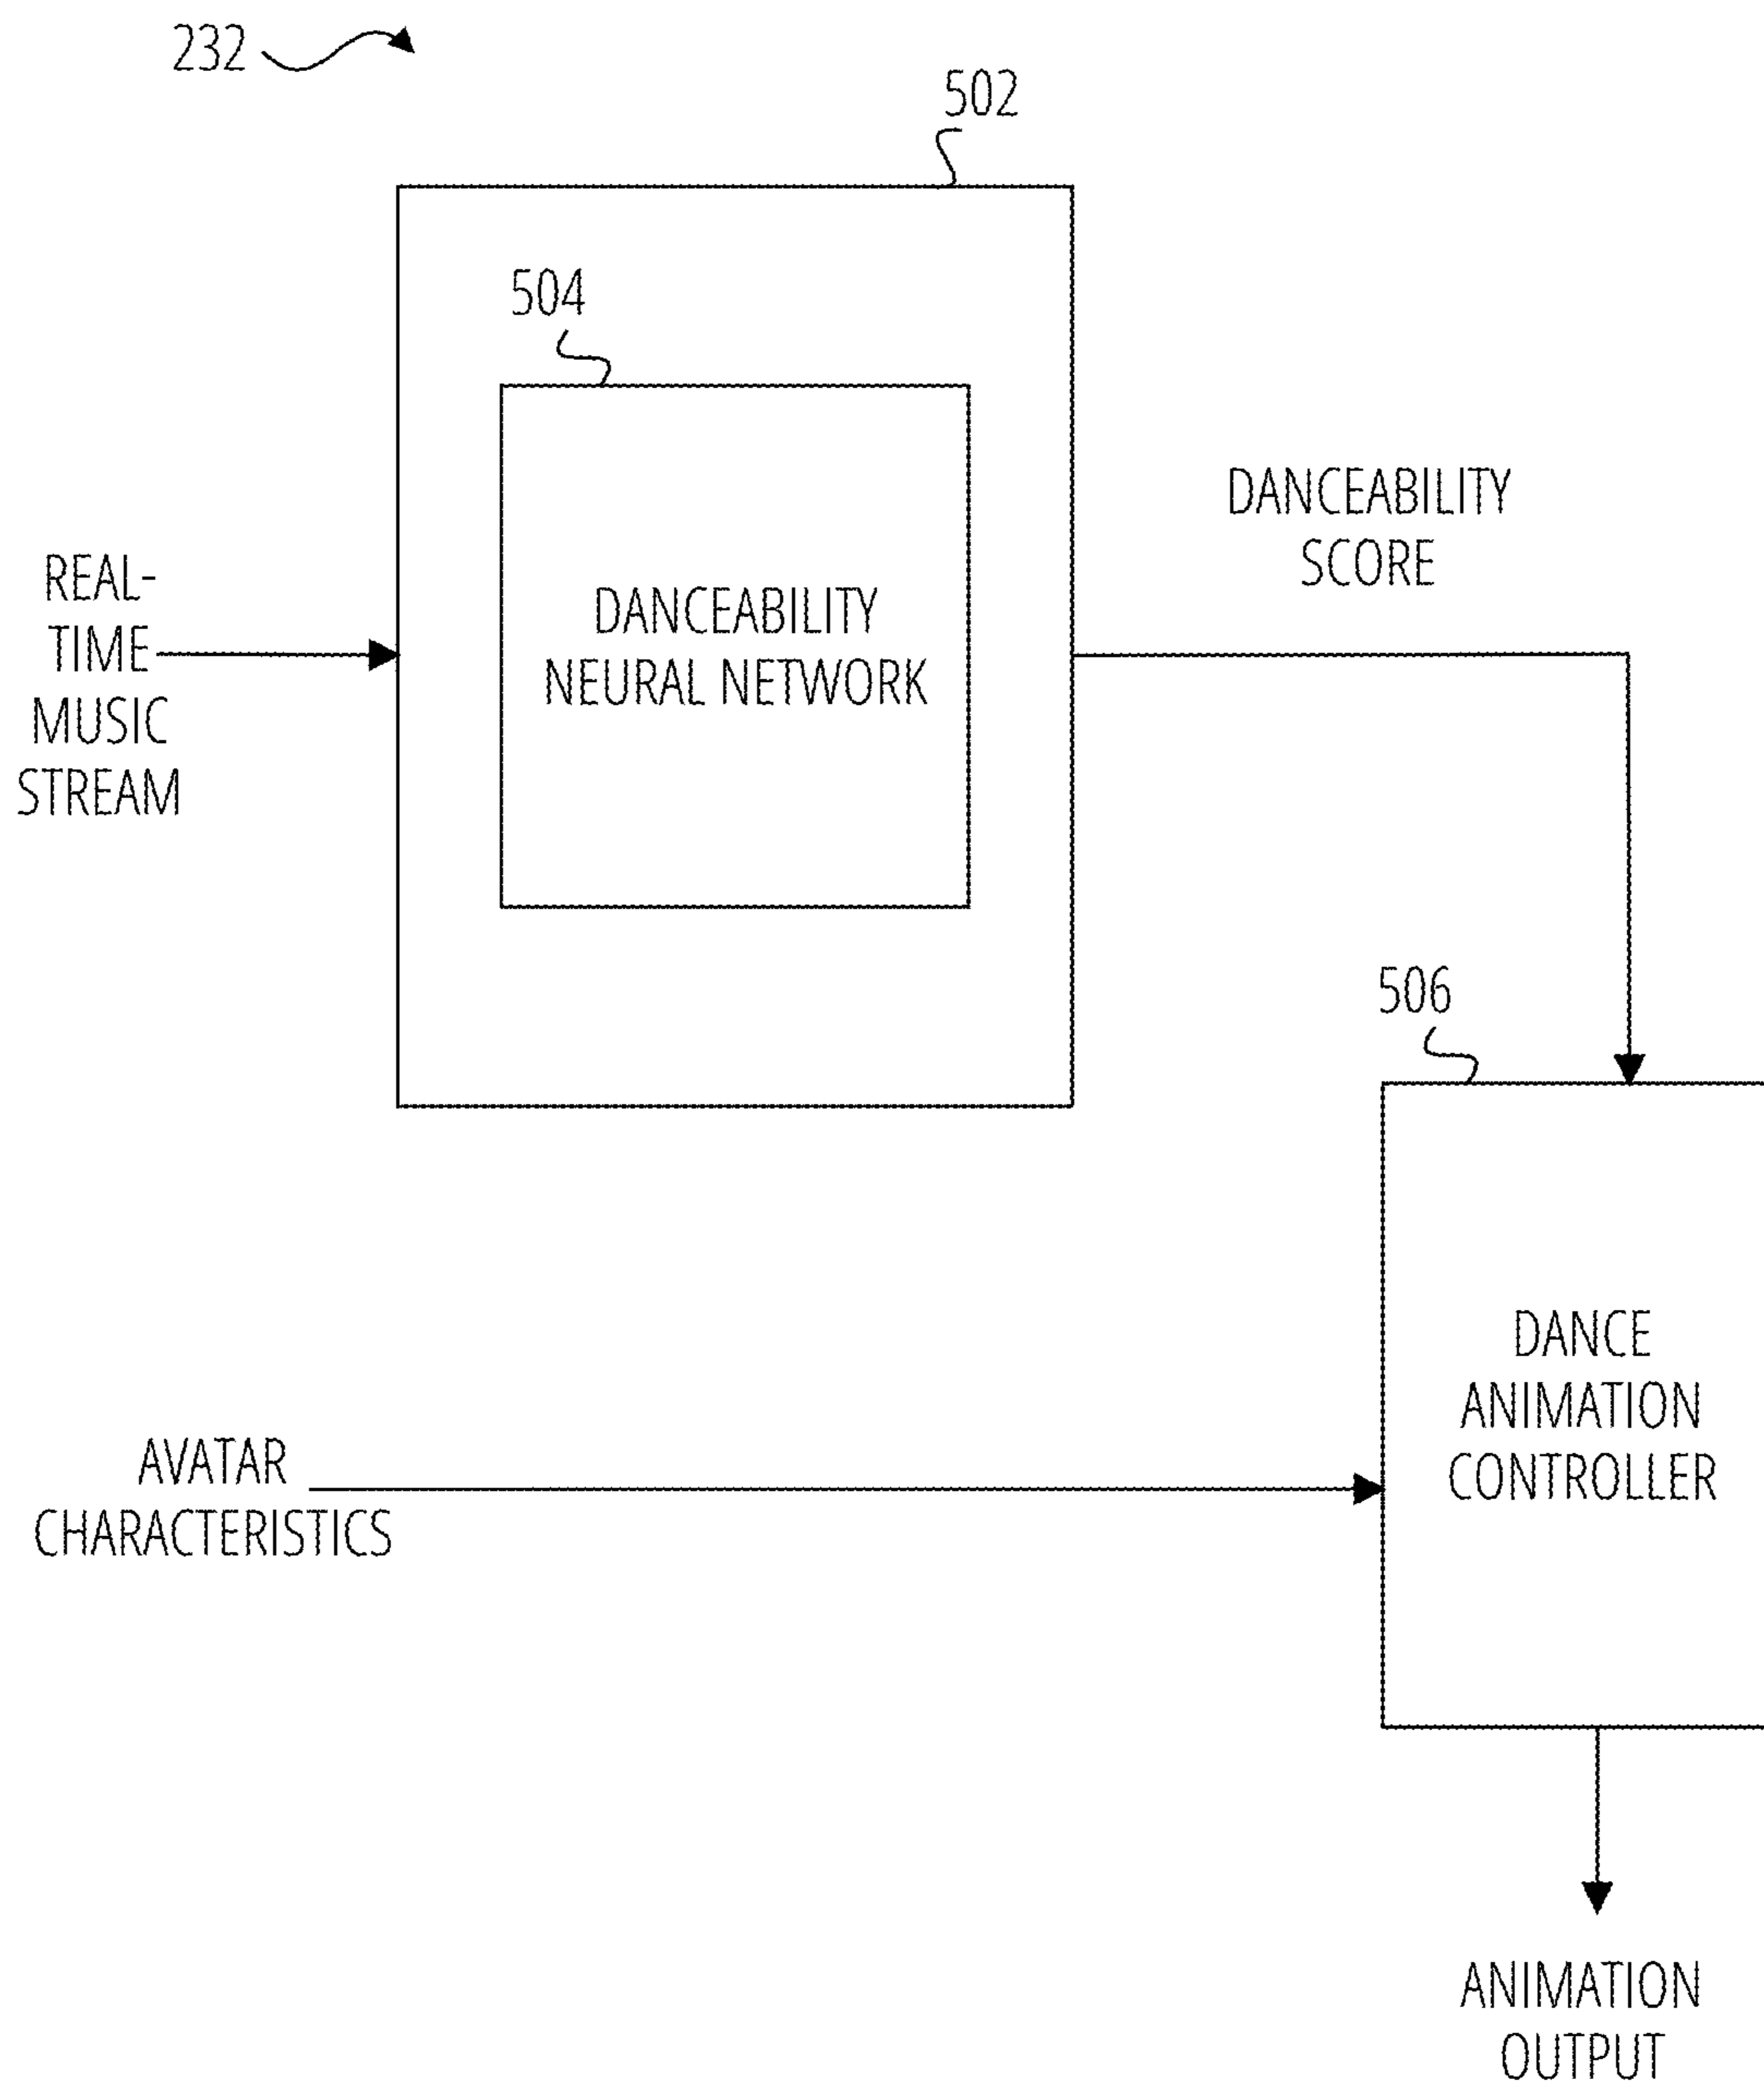 232
502
504
REAL-
TIME
MUSIC
STREAM
DANCEABILITY
NEURAL NETWORK
DANCEABILITY
SCORE
506
DANCE
ANIMATION
CONTROLLER
AVATAR
CHARACTERISTICS
ANIMATION
OUTPUT